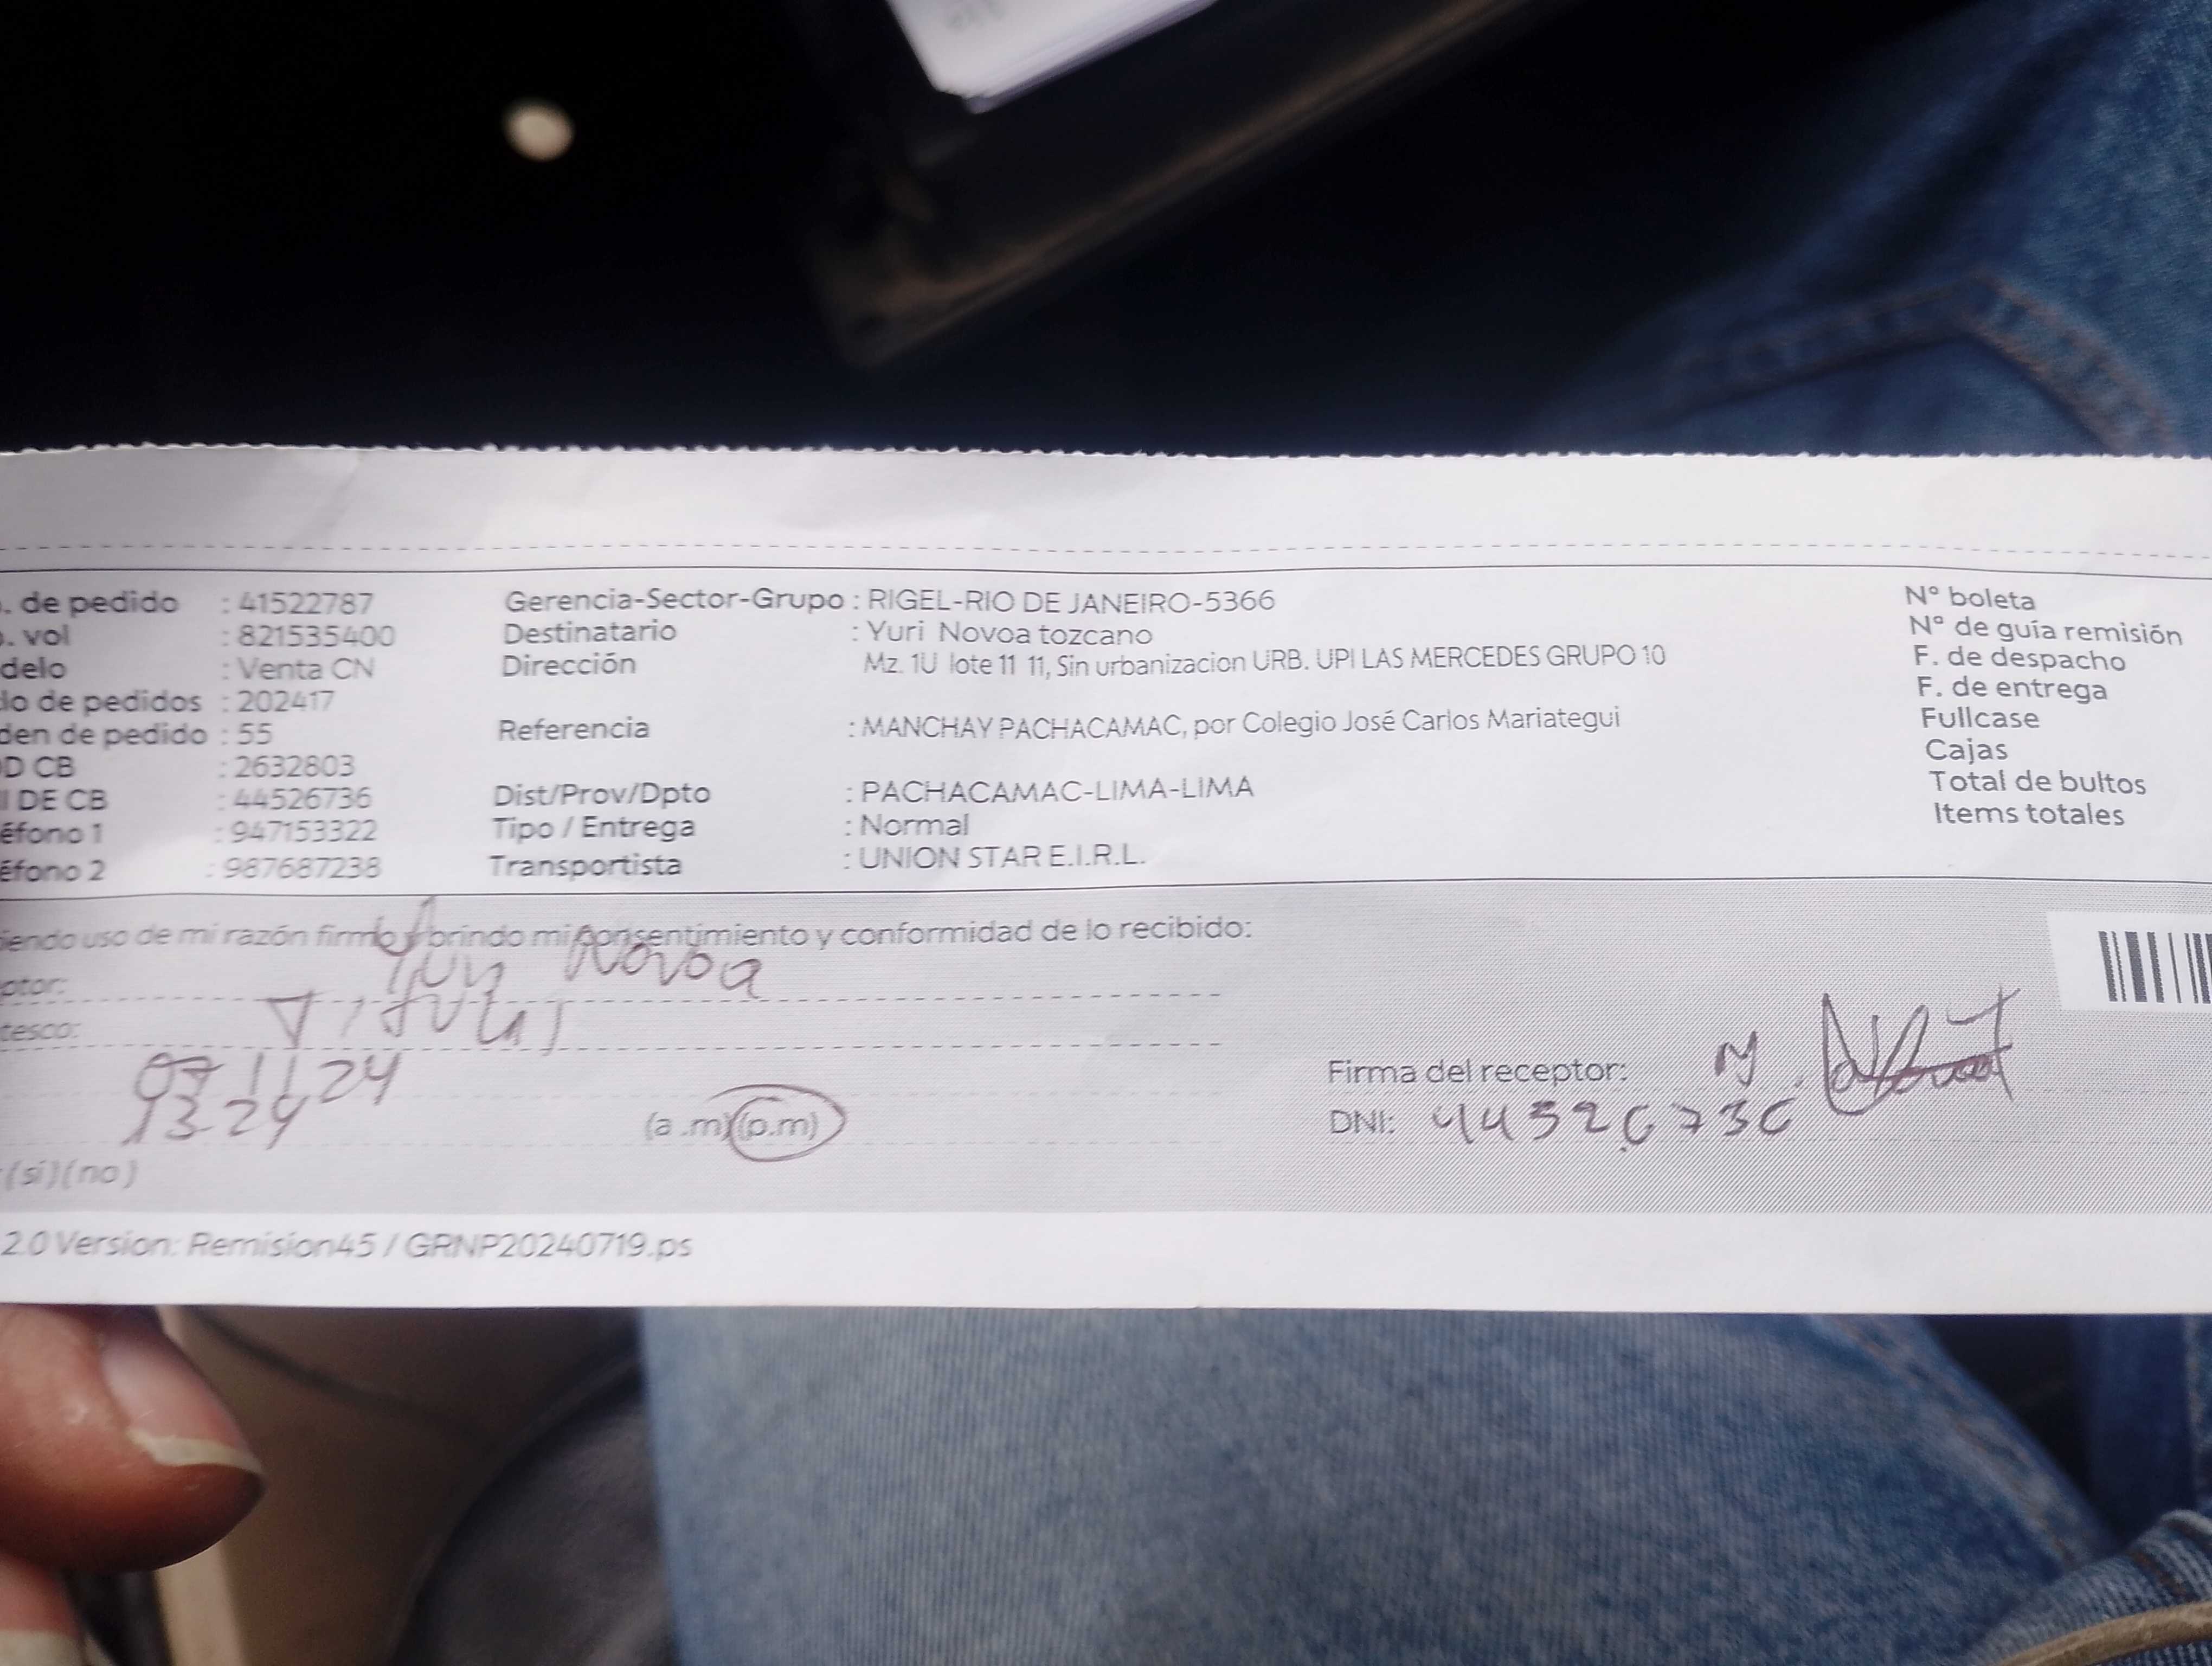 . de pedido : 41522787 Gerencia-Sector-Grupo : RIGEL-RIO DE JANEIRO-5366 N° boleta
. vol : 821535400 Destinatario : Yuri Novoa tozcano N° de guía remisión
delo : Venta CN Dirección Mz. 1U lote 11 11, Sin urbanizacion URB. UPI LAS MERCEDES GRUPO 10 F. de despacho
lo de pedidos : 202417 F. de entrega
den de pedido : 55 Referencia : MANCHAY PACHACAMAC, por Colegio José Carlos Mariategui Fullcase
D CB : 2632803 Cajas
I DE CB : 44526736 Dist/Prov/Dpto : PACHACAMAC-LIMA-LIMA Total de bultos
éfono 1 : 947153322 Tipo / Entrega : Normal Items totales
éfono 2 : 987687238 Transportista : UNION STAR E.I.R.L.
iendo uso de mi razón firmo y brindo mi consentimiento y conformidad de lo recibido:
ptor: Yuri Novoa
tesco:
07 11 24
13 24 (a .m)(p.m)
Firma del receptor:
DNI: 44526736
(si)(no)
2.0 Version: Remision45 / GRNP20240719.ps